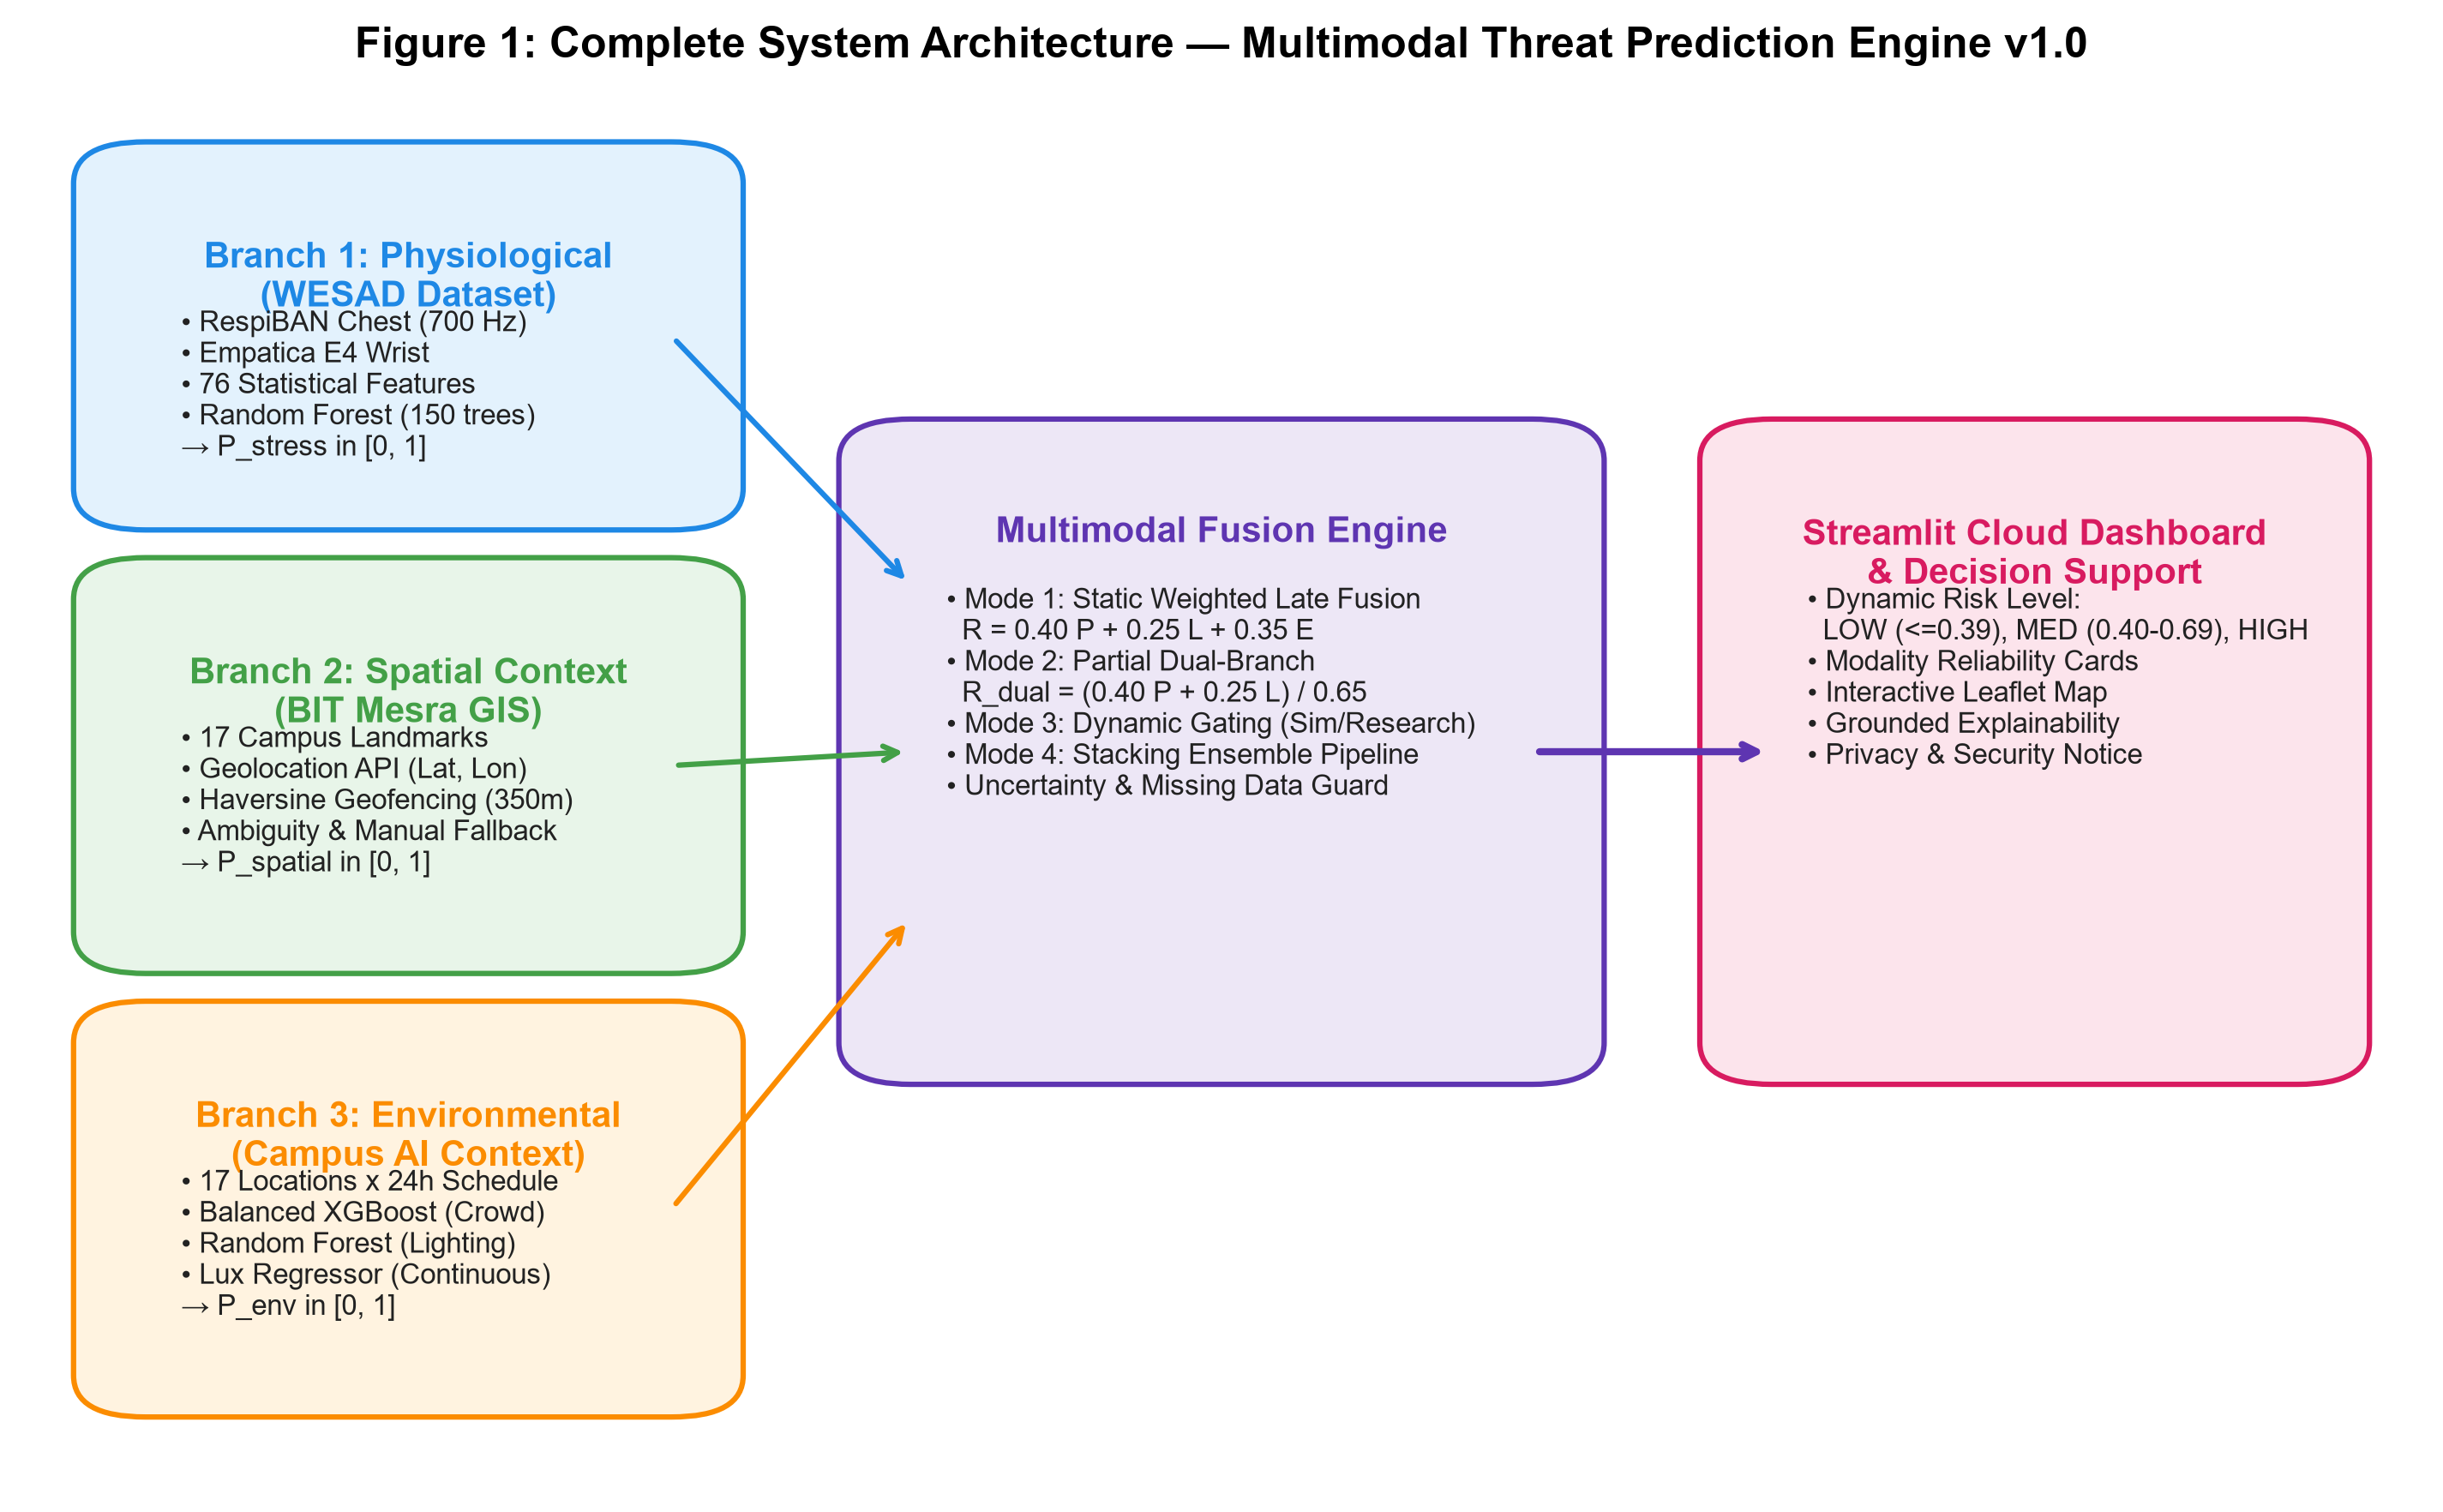 Figure 1: Complete System Architecture — Multimodal Threat Prediction Engine v1.0
Branch 1: Physiological
(WESAD Dataset)
• RespiBAN Chest (700 Hz)
• Empatica E4 Wrist
• 76 Statistical Features
• Random Forest (150 trees)
→ P_stress in [0, 1]
Branch 2: Spatial Context
(BIT Mesra GIS)
• 17 Campus Landmarks
• Geolocation API (Lat, Lon)
• Haversine Geofencing (350m)
• Ambiguity & Manual Fallback
→ P_spatial in [0, 1]
Branch 3: Environmental
(Campus AI Context)
• 17 Locations x 24h Schedule
• Balanced XGBoost (Crowd)
• Random Forest (Lighting)
• Lux Regressor (Continuous)
→ P_env in [0, 1]
Multimodal Fusion Engine
• Mode 1: Static Weighted Late Fusion
R = 0.40 P + 0.25 L + 0.35 E
• Mode 2: Partial Dual-Branch
R_dual = (0.40 P + 0.25 L) / 0.65
• Mode 3: Dynamic Gating (Sim/Research)
• Mode 4: Stacking Ensemble Pipeline
• Uncertainty & Missing Data Guard
Streamlit Cloud Dashboard
& Decision Support
• Dynamic Risk Level:
LOW (<=0.39), MED (0.40-0.69), HIGH
• Modality Reliability Cards
• Interactive Leaflet Map
• Grounded Explainability
• Privacy & Security Notice